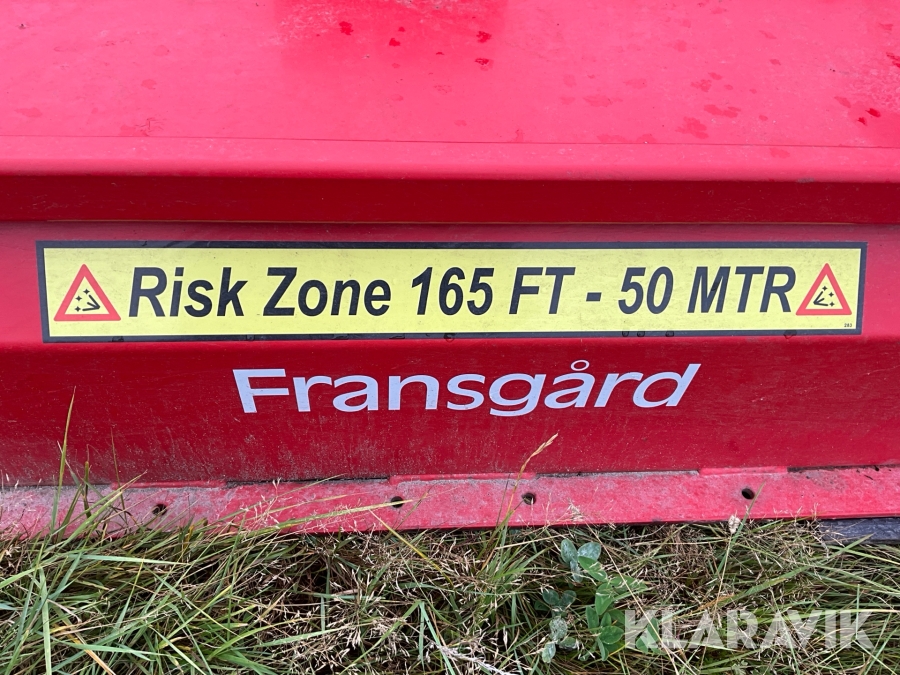 Risk Zone 165 FT - 50 MTR
Fransgård
KLARAVIK